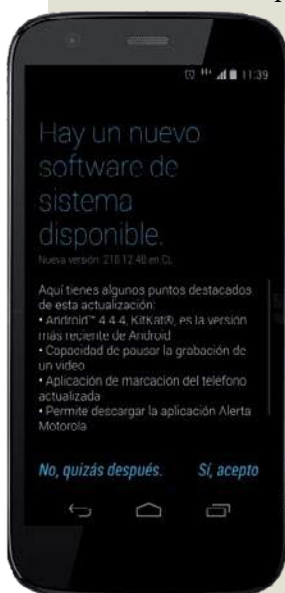 H+ 11:39
Hay un nuevo
software de
sistema
disponible.
Nueva versión: 210.12.40.en.CL
Aquí tienes algunos puntos destacados
de esta actualización:
• Android™ 4.4.4, KitKat®, es la versión
más reciente de Android
• Capacidad de pausar la grabación de
un video
• Aplicación de marcación del teléfono
actualizada
• Permite descargar la aplicación Alerta
Motorola
No, quizás después. Sí, acepto